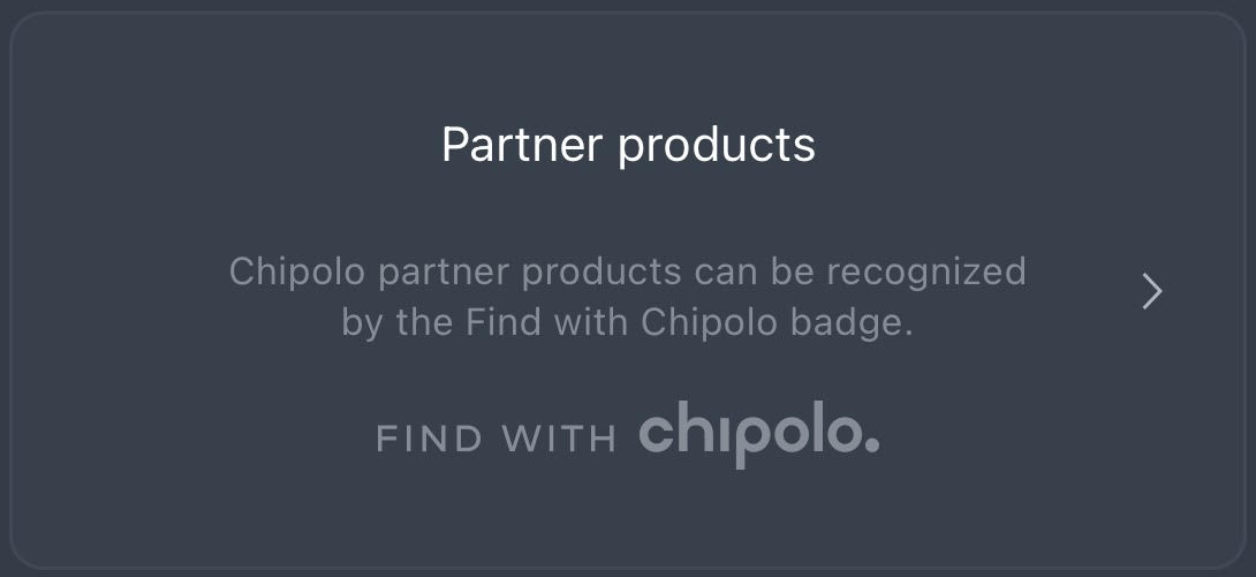 Partner products
Chipolo partner products can be recognized
by the Find with Chipolo badge.
FIND WITH chipolo.